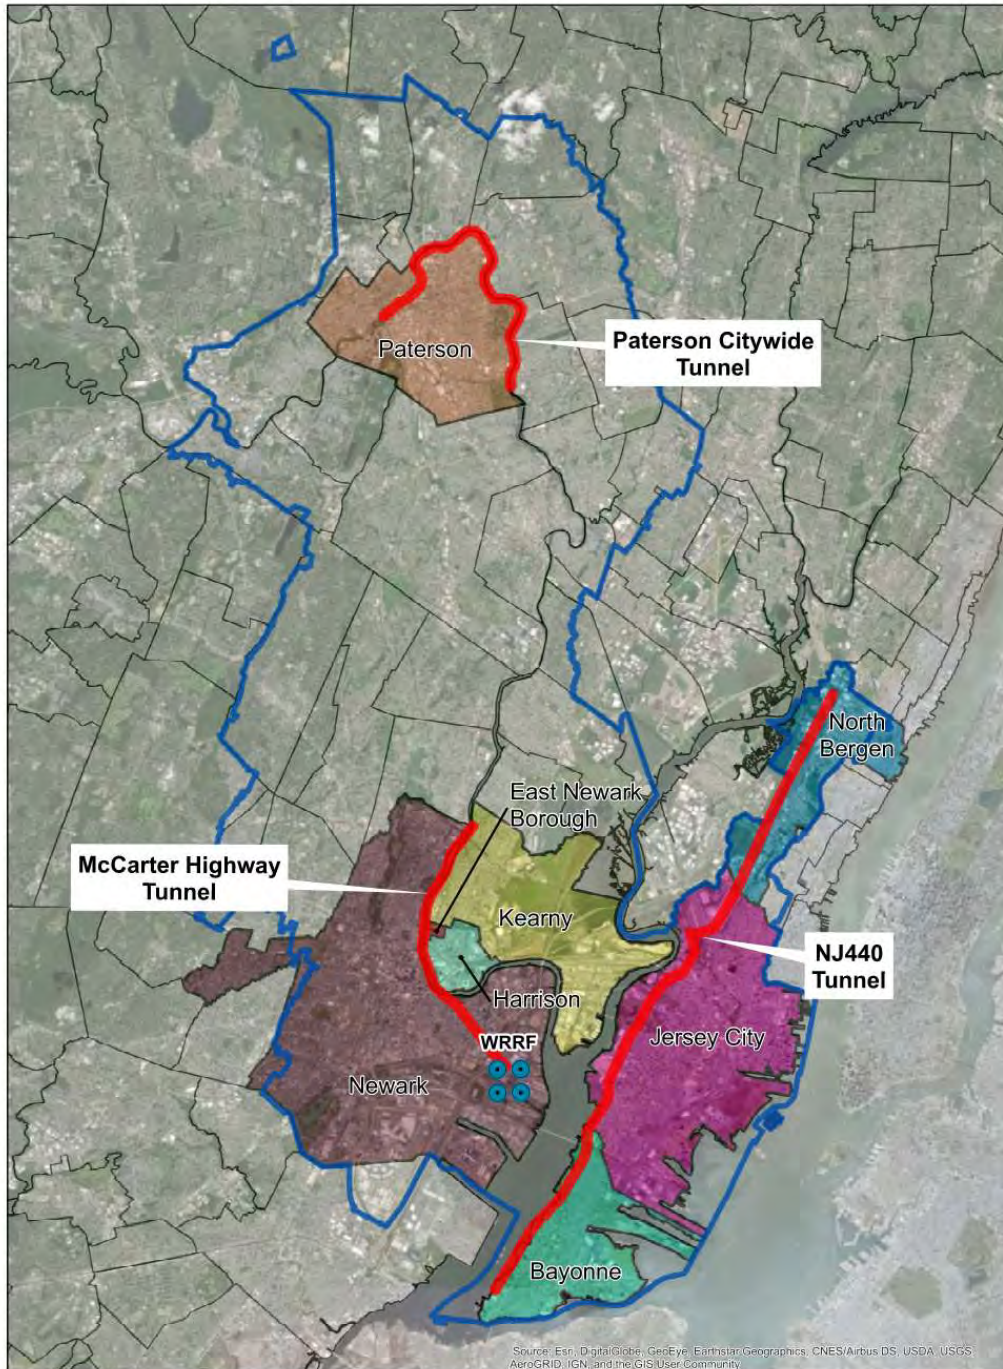 Paterson
Paterson Citywide
Tunnel
North
Bergen
East Newark
Borough
McCarter Highway
Tunnel
Kearny
NJ440
Tunnel
Harrison
Jersey City
WRRF
Newark
Bayonne
Source: Esri, DigitalGlobe, GeoEye, Earthstar Geographics, CNES/Airbus DS, USDA, USGS,
AeroGRID, IGN, and the GIS User Community